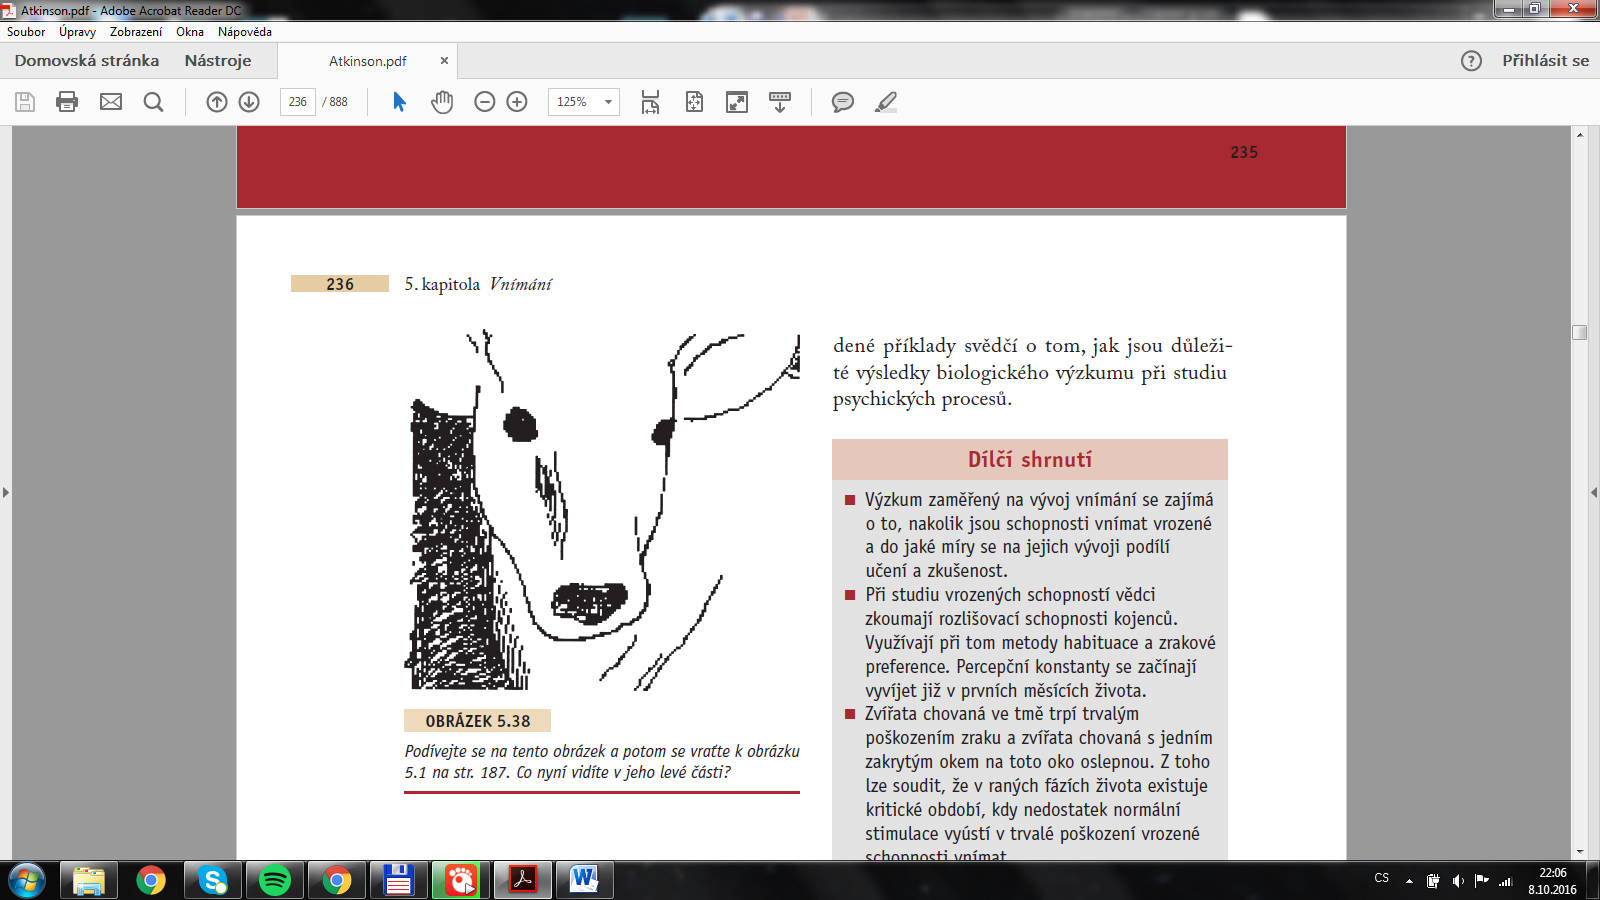 Atkinson.pdf - Adobe Acrobat Reader DC
Soubor Úpravy Zobrazení Okna Nápověda
Domovská stránka Nástroje Atkinson.pdf × Přihlásit se
236 / 888 125%
235
236 5. kapitola Vnímání
OBRÁZEK 5.38
Podívejte se na tento obrázek a potom se vraťte k obrázku
5.1 na str. 187. Co nyní vidíte v jeho levé části?
dené příklady svědčí o tom, jak jsou důleži-
té výsledky biologického výzkumu při studiu
psychických procesů.
Dílčí shrnutí
Výzkum zaměřený na vývoj vnímání se zajímá
o to, nakolik jsou schopnosti vnímat vrozené
a do jaké míry se na jejich vývoji podílí
učení a zkušenost.
Při studiu vrozených schopností vědci
zkoumají rozlišovací schopnosti kojenců.
Využívají při tom metody habituace a zrakové
preference. Percepční konstanty se začínají
vyvíjet již v prvních měsících života.
Zvířata chovaná ve tmě trpí trvalým
poškozením zraku a zvířata chovaná s jedním
zakrytým okem na toto oko oslepnou. Z toho
lze soudit, že v raných fázích života existuje
kritické období, kdy nedostatek normální
stimulace vyústí v trvalé poškození vrozené
schopnosti vnímat.
CS 22:06
8.10.2016